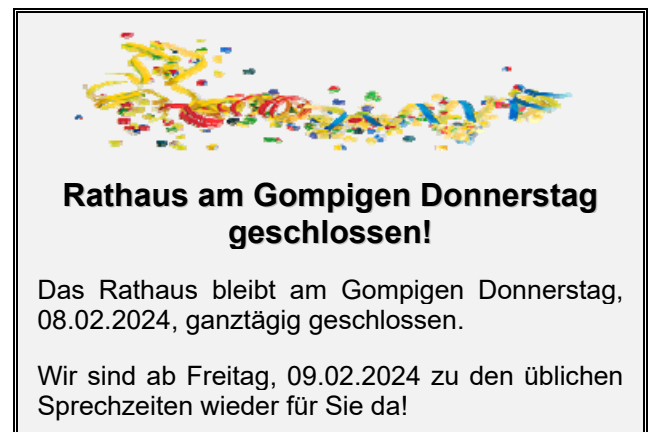 Rathaus am Gompigen Donnerstag
geschlossen!
Das Rathaus bleibt am Gompigen Donnerstag,
08.02.2024, ganztägig geschlossen.
Wir sind ab Freitag, 09.02.2024 zu den üblichen
Sprechzeiten wieder für Sie da!